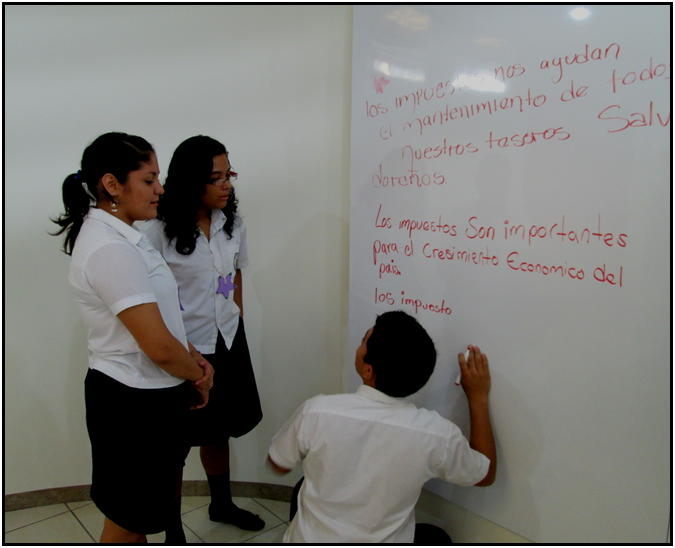 los impuestos nos ayudan
el mantenimiento de todos
nuestros tesoros Salv
doreños.
Los impuestos Son importantes
para el Cresimiento Economico del
país.
los impuesto